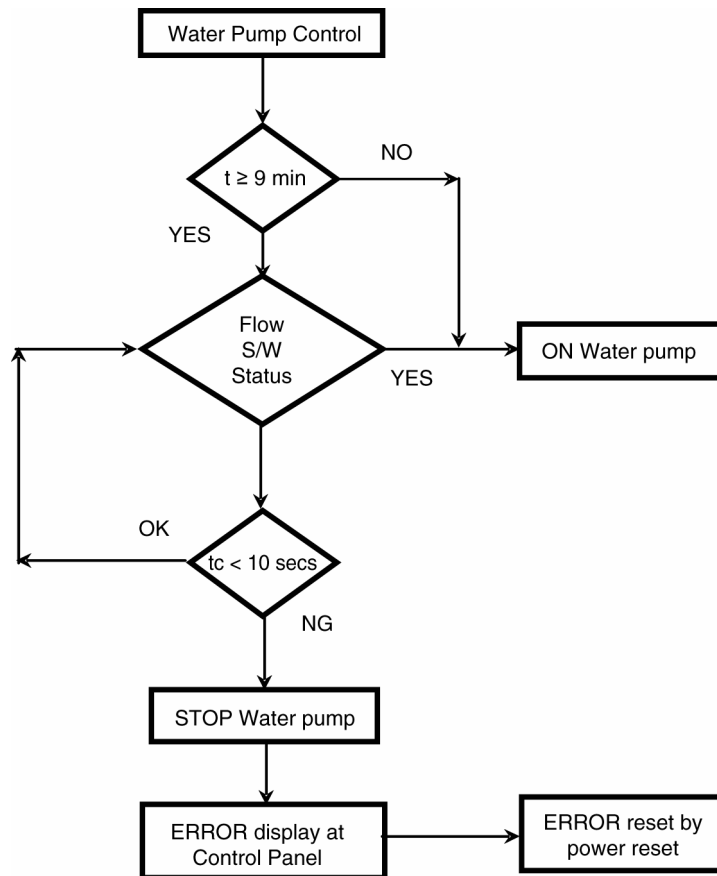 Water Pump Control
t ≥ 9 min
NO
YES
Flow
S/W
Status
YES
ON Water pump
OK
tc < 10 secs
NG
STOP Water pump
ERROR display at
Control Panel
ERROR reset by
power reset